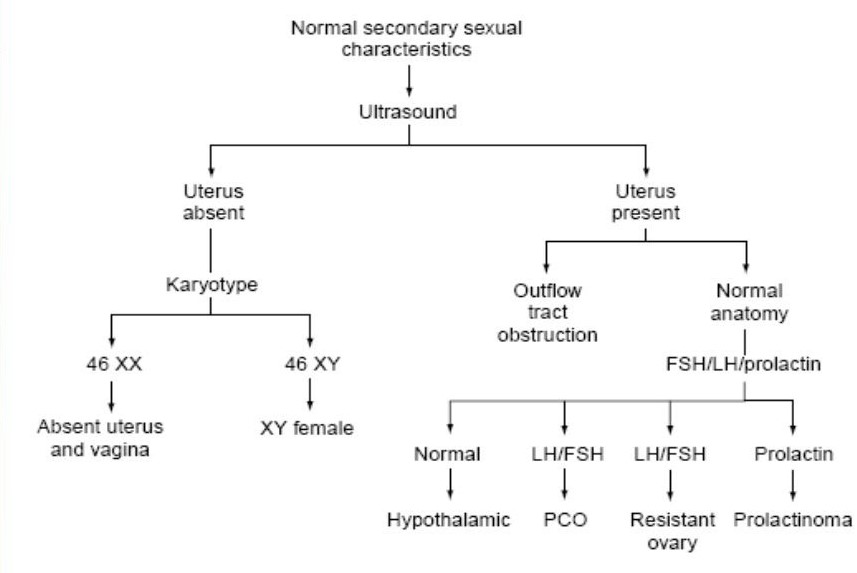 Normal secondary sexual
characteristics
Ultrasound
Uterus
absent
Uterus
present
Karyotype
Outflow
tract
obstruction
Normal
anatomy
46 XX
46 XY
FSH/LH/prolactin
Absent uterus
and vagina
XY female
Normal
LH/FSH
LH/FSH
Prolactin
Hypothalamic
PCO
Resistant
ovary
Prolactinoma